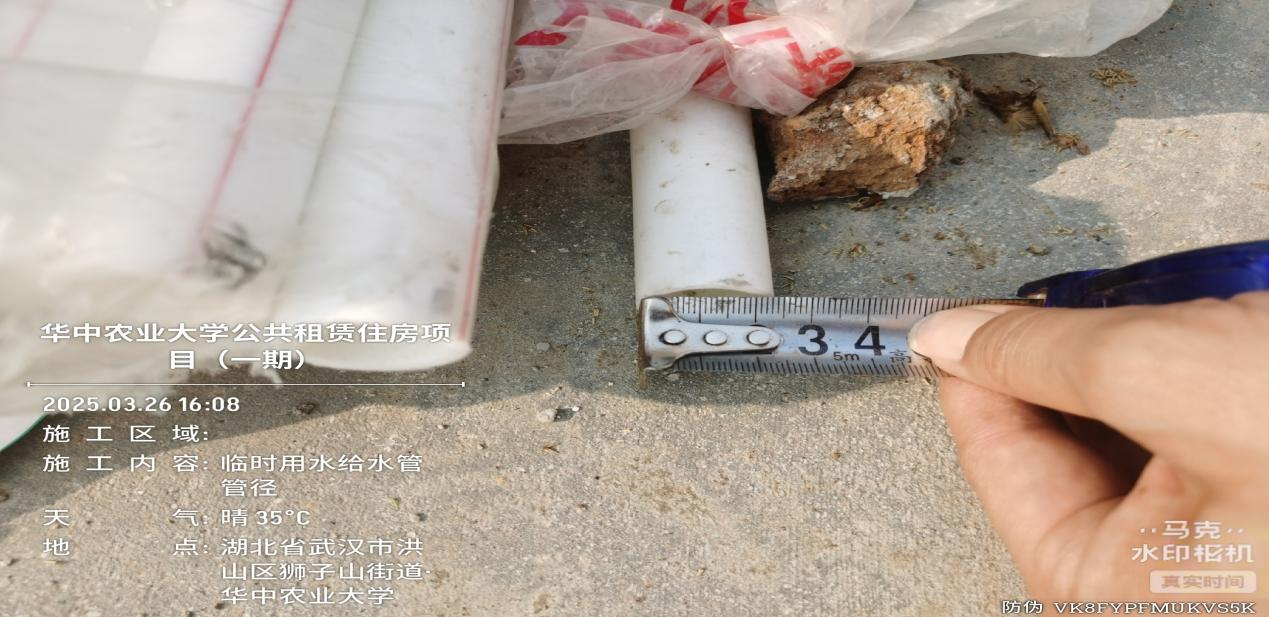 3 4
5m
高
华中农业大学公共租赁住房项
目（一期）
2025.03.26 16:08
施工区域:
施工内容: 临时用水给水管
管径
天气: 晴 35°C
地点: 湖北省武汉市洪
山区狮子山街道·
华中农业大学
马克
水印相机
真实时间
防伪 VK8FYPFMUKVS5K